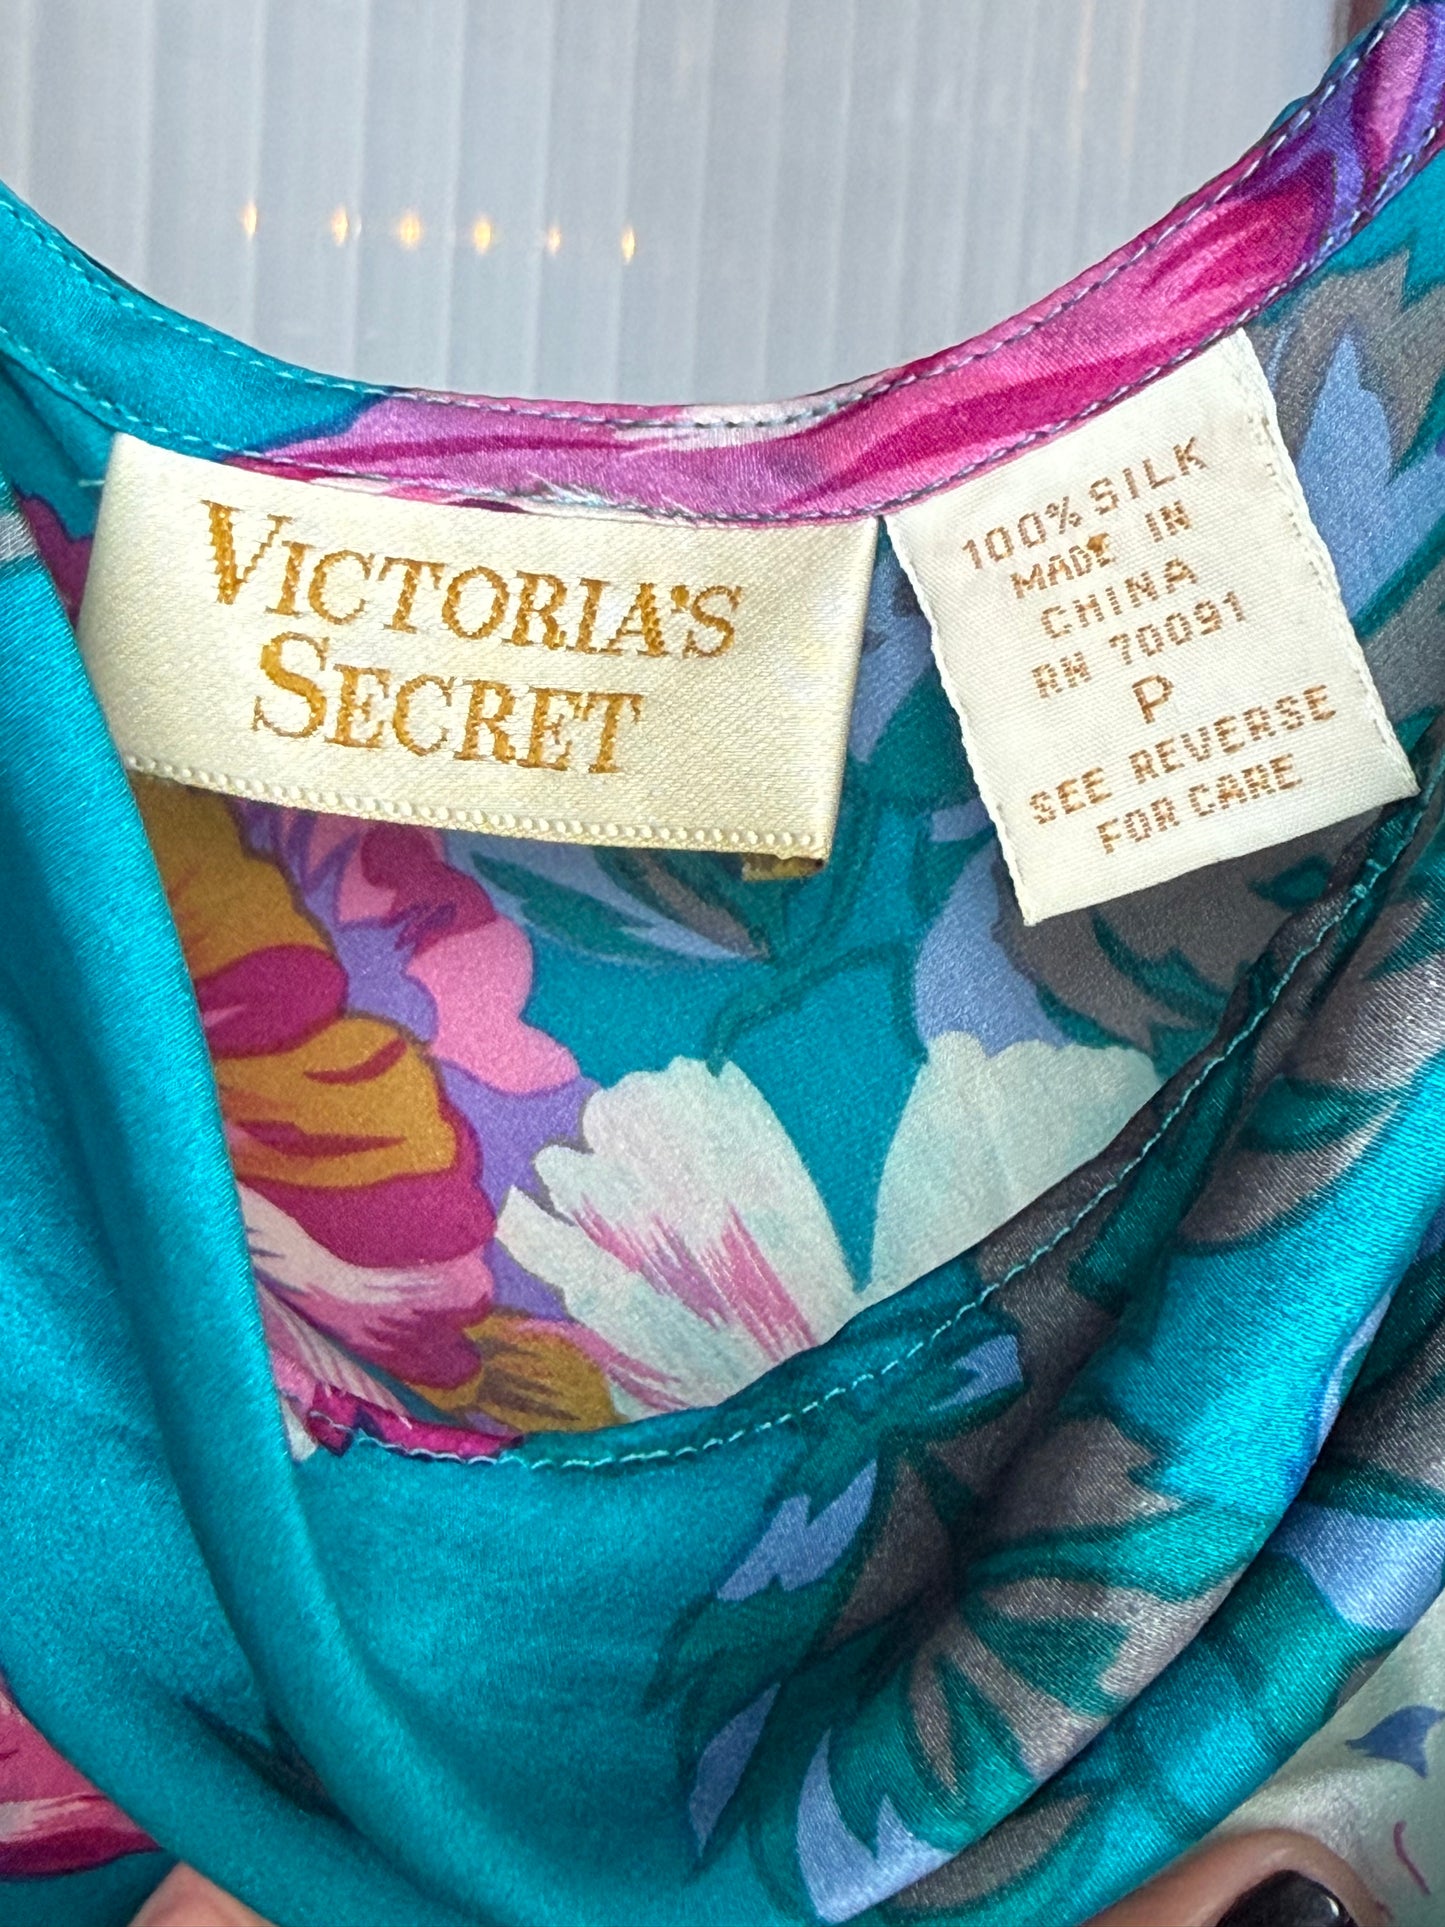 VICTORIA'S
SECRET
100% SILK
MADE IN
CHINA
RN 70091
P
SEE REVERSE
FOR CARE